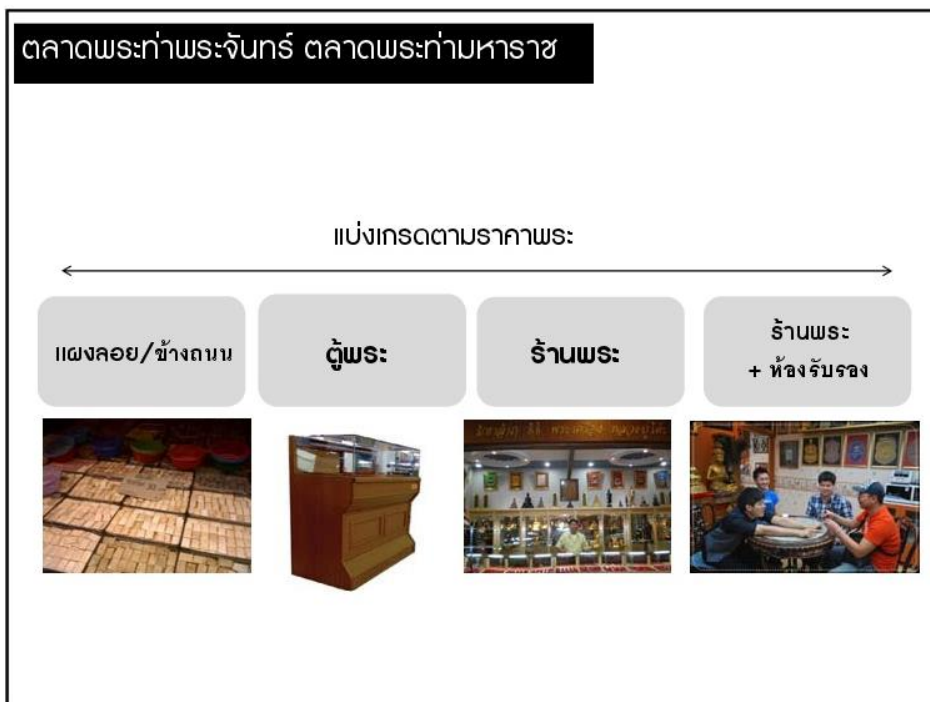 ตลาดพระท่าพระจันทร์ ตลาดพระท่ามหาราช
แบ่งเกรดตามราคาพระ
แผงลอย/ข้างถนน
ตู้พระ
ร้านพระ
ร้านพระ
+ ห้องรับรอง